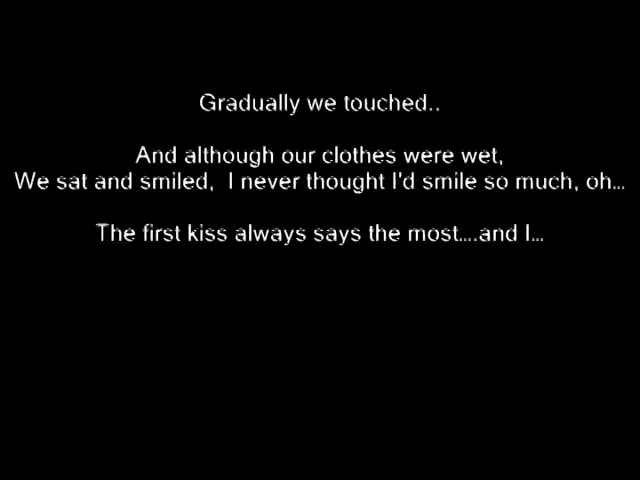 Gradually we touched..
And although our clothes were wet,
We sat and smiled,  I never thought I'd smile so much, oh...
The first kiss always says the most....and I...